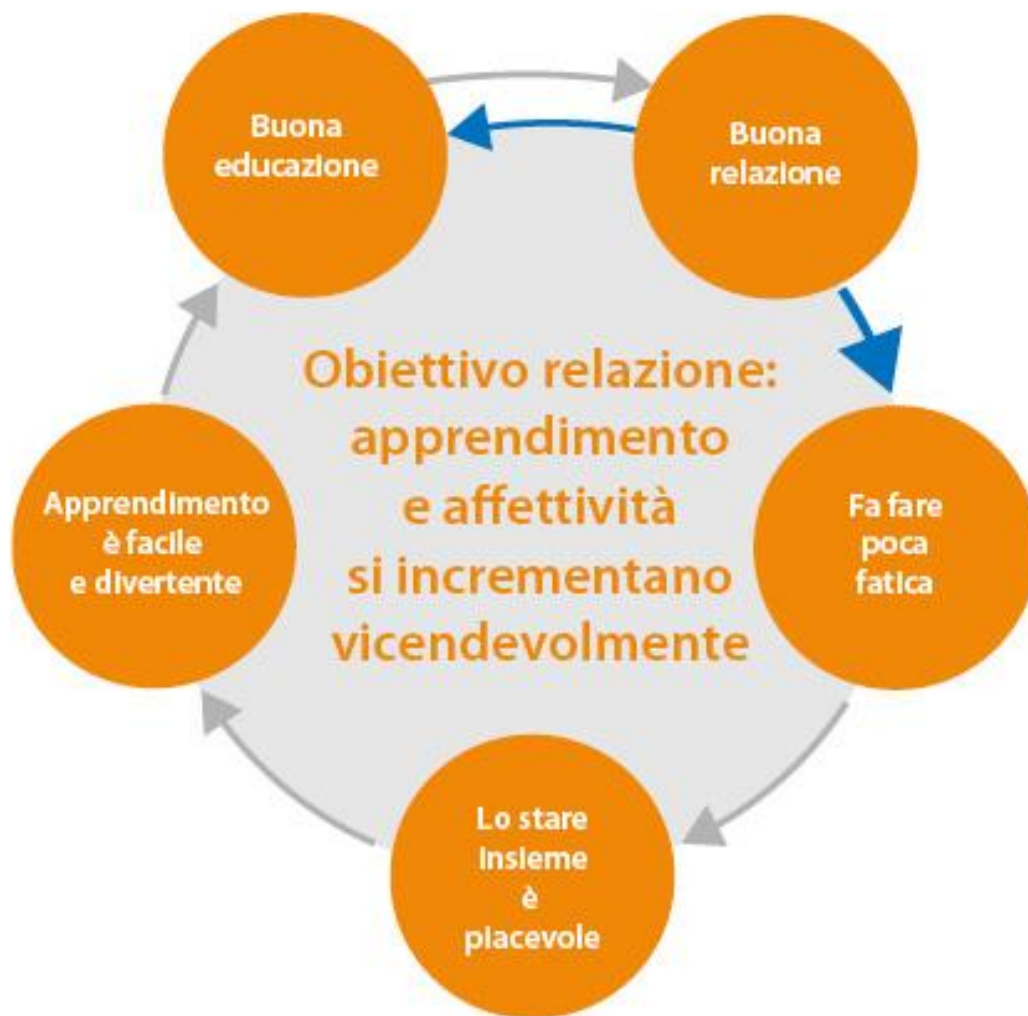 Buona
educazione
Buona
relazione
Obiettivo relazione:
apprendimento
e affettività
si incrementano
vicendevolmente
Apprendimento
è facile
e divertente
Fa fare
poca
fatica
Lo stare
insieme
è
piacevole